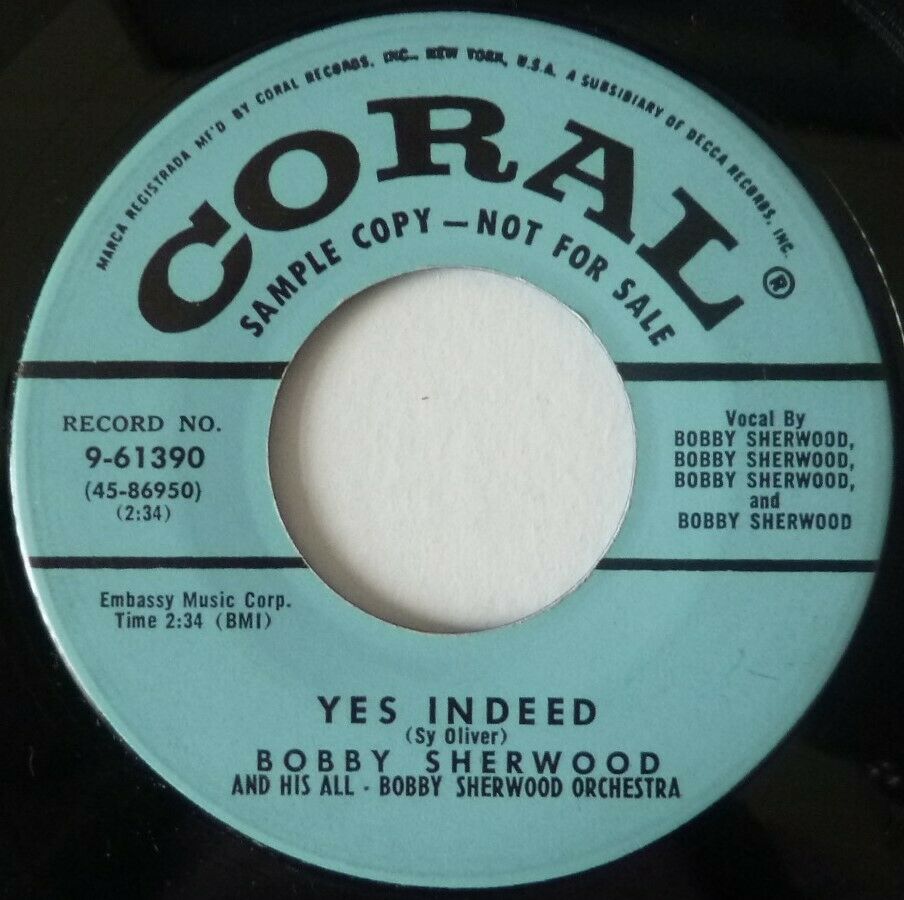 MARCA REGISTRADA MF'D BY CORAL RECORDS, INC., NEW YORK, U.S.A. A SUBSIDIARY OF DECCA RECORDS, INC.
CORAL®
SAMPLE COPY — NOT FOR SALE
RECORD NO.
9-61390
(45-86950)
(2:34)
Vocal By
BOBBY SHERWOOD,
BOBBY SHERWOOD,
BOBBY SHERWOOD,
and
BOBBY SHERWOOD
Embassy Music Corp.
Time 2:34 (BMI)
YES INDEED
(Sy Oliver)
BOBBY SHERWOOD
AND HIS ALL - BOBBY SHERWOOD ORCHESTRA